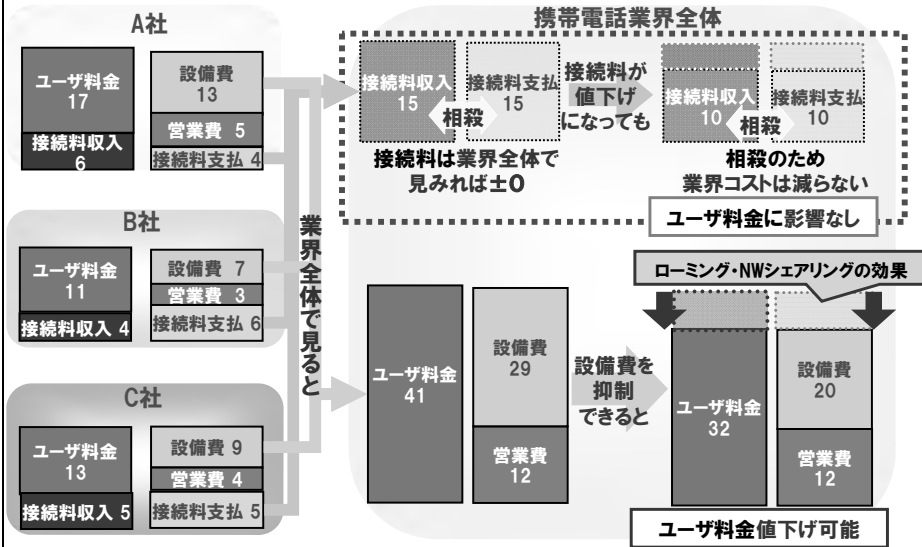 A社
ユーザ料金
17
接続料収入
6
設備費
13
営業費 5
接続料支払 4
B社
ユーザ料金
11
接続料収入 4
設備費 7
営業費 3
接続料支払 6
C社
ユーザ料金
13
接続料収入 5
設備費 9
営業費 4
接続料支払 5
業界全体で見ると
携帯電話業界全体
接続料収入
15
接続料支払
15
相殺
接続料は業界全体で
見みれば±0
接続料が
値下げ
になっても
接続料収入
10
接続料支払
10
相殺
相殺のため
業界コストは減らない
ユーザ料金に影響なし
ユーザ料金
41
設備費
29
営業費
12
設備費を
抑制
できると
ローミング・NWシェアリングの効果
ユーザ料金
32
設備費
20
営業費
12
ユーザ料金値下げ可能